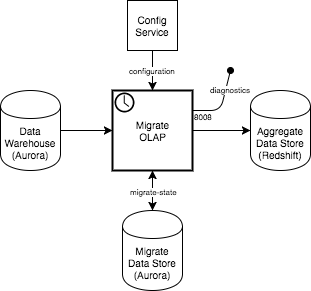 Config
Service
configuration
diagnostics
8008
Data
Warehouse
(Aurora)
Migrate
OLAP
Aggregate
Data Store
(Redshift)
migrate-state
Migrate
Data Store
(Aurora)